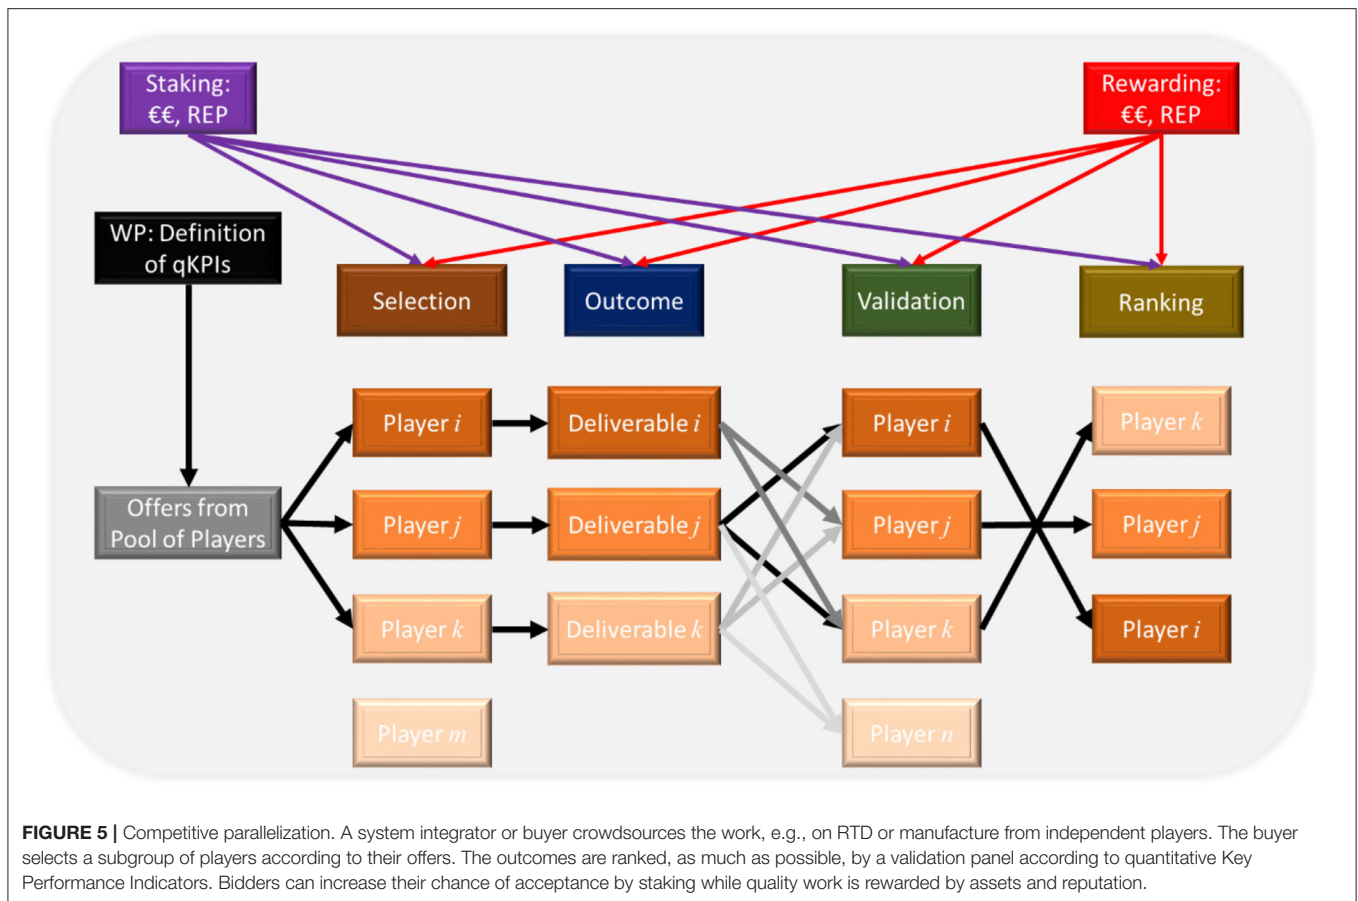 Staking:
€€, REP
Rewarding:
€€, REP
WP: Definition
of qKPIs
Selection
Outcome
Validation
Ranking
Player i
Deliverable i
Player i
Player k
Offers from
Pool of Players
Player j
Deliverable j
Player j
Player j
Player k
Deliverable k
Player k
Player i
Player m
Player n
FIGURE 5 | Competitive parallelization. A system integrator or buyer crowdsources the work, e.g., on RTD or manufacture from independent players. The buyer
selects a subgroup of players according to their offers. The outcomes are ranked, as much as possible, by a validation panel according to quantitative Key
Performance Indicators. Bidders can increase their chance of acceptance by staking while quality work is rewarded by assets and reputation.